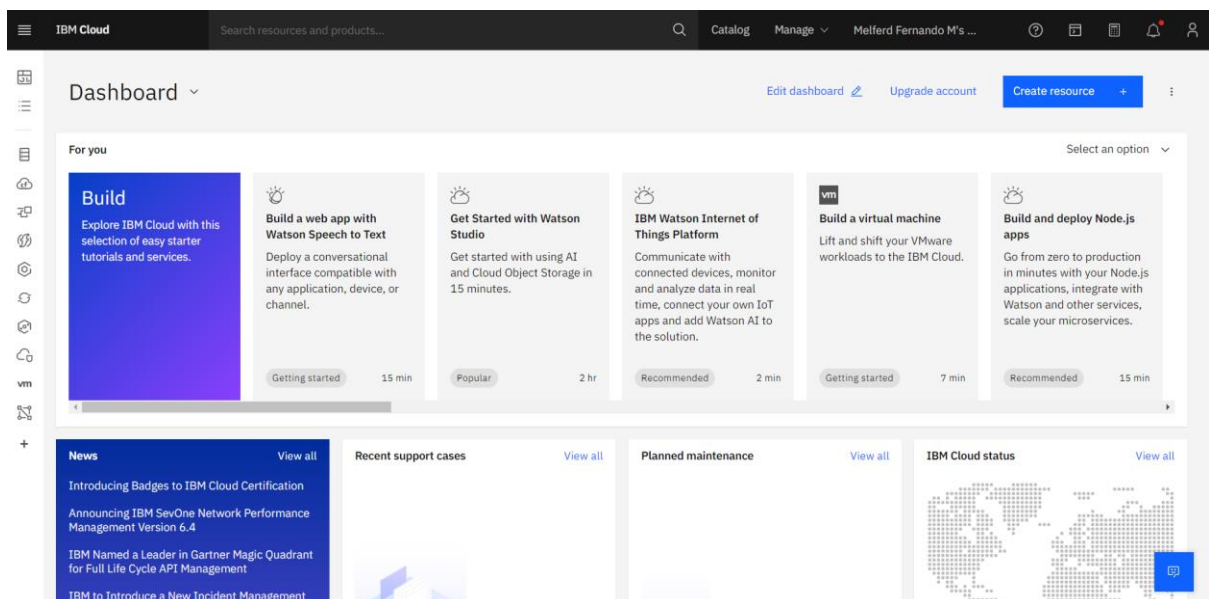 IBM Cloud
Search resources and products...
Catalog
Manage
Melferd Fernando M's ...
Dashboard
Edit dashboard
Upgrade account
Create resource +
For you
Select an option
Build
Explore IBM Cloud with this
selection of easy starter
tutorials and services.
Build a web app with
Watson Speech to Text
Deploy a conversational
interface compatible with
any application, device, or
channel.
Getting started 15 min
Get Started with Watson
Studio
Get started with using AI
and Cloud Object Storage in
15 minutes.
Popular 2 hr
IBM Watson Internet of
Things Platform
Communicate with
connected devices, monitor
and analyze data in real
time, connect your own IoT
apps and add Watson AI to
the solution.
Recommended 2 min
vm
Build a virtual machine
Lift and shift your VMware
workloads to the IBM Cloud.
Getting started 7 min
Build and deploy Node.js
apps
Go from zero to production
in minutes with your Node.js
applications, integrate with
Watson and other services,
scale your microservices.
Recommended 15 min
vm
News View all
Introducing Badges to IBM Cloud Certification
Announcing IBM SevOne Network Performance
Management Version 6.4
IBM Named a Leader in Gartner Magic Quadrant
for Full Life Cycle API Management
IBM to Introduce a New Incident Management
Recent support cases View all
Planned maintenance View all
IBM Cloud status View all